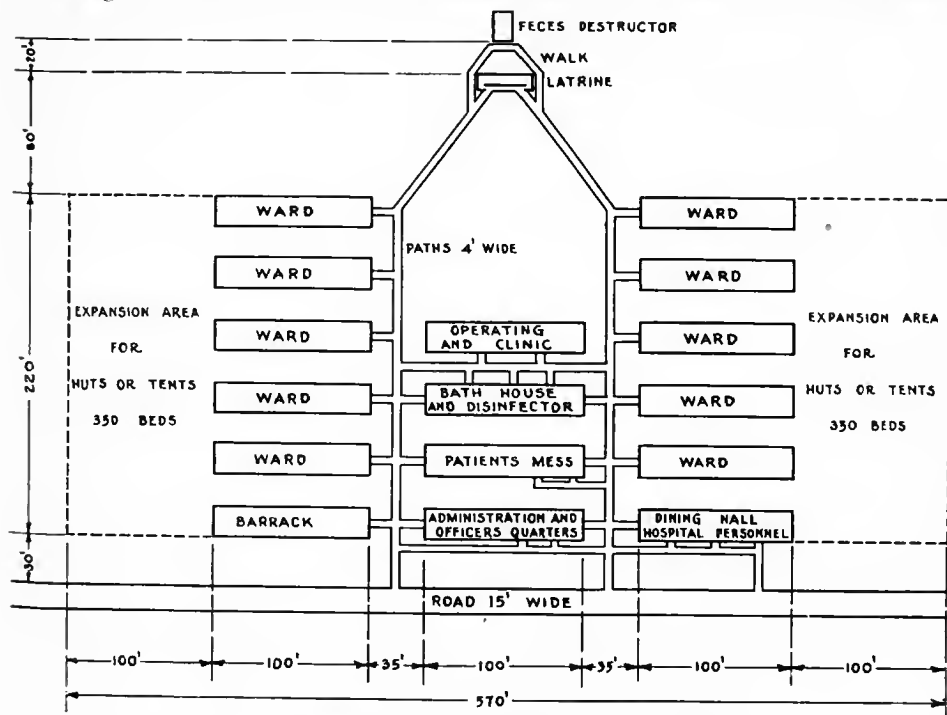 FECES DESTRUCTOR
20'
WALK
LATRINE
80'
WARD
WARD
PATHS 4' WIDE
WARD
WARD
EXPANSION AREA
FOR
HUTS OR TENTS
350 BEDS
WARD
OPERATING
AND CLINIC
WARD
EXPANSION AREA
FOR
HUTS OR TENTS
350 BEDS
220'
WARD
BATH HOUSE
AND DISINFECTOR
WARD
WARD
PATIENTS MESS
WARD
BARRACK
ADMINISTRATION AND
OFFICERS QUARTERS
DINING HALL
HOSPITAL PERSONNEL
30'
ROAD 15' WIDE
100' 100' 35' 100' 35' 100' 100'
570'